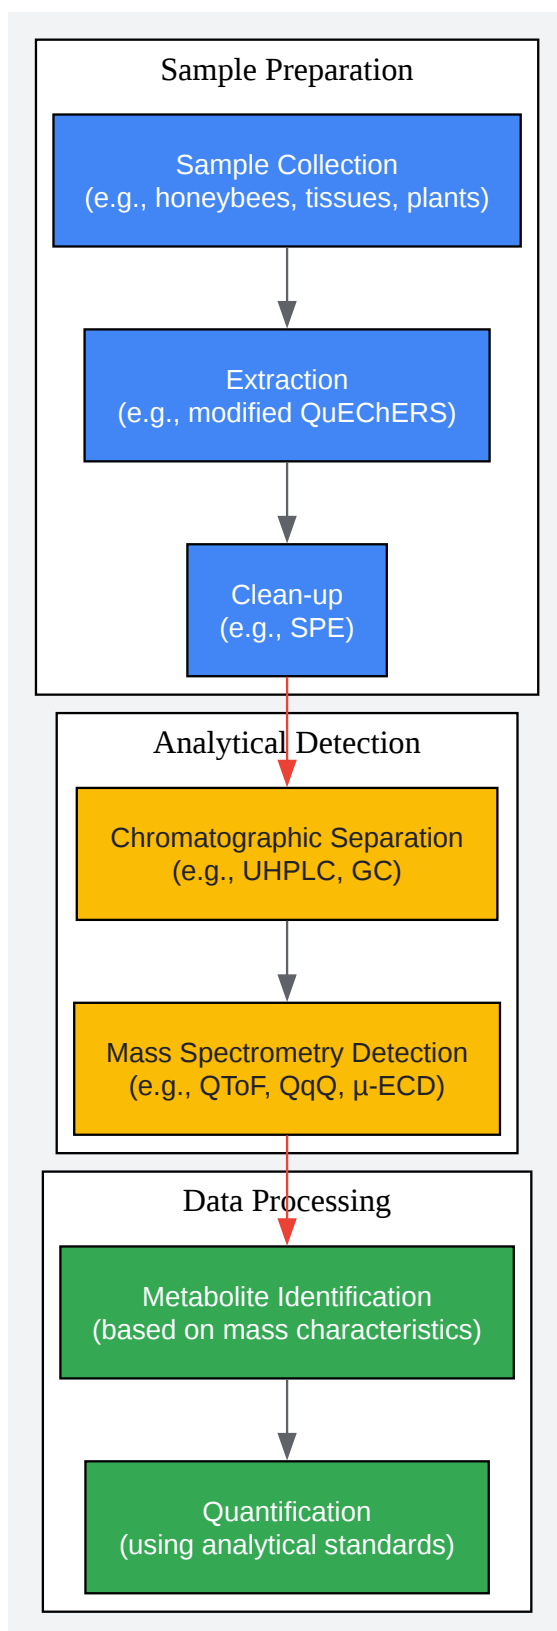 Sample Preparation
Sample Collection
(e.g., honeybees, tissues, plants)
Extraction
(e.g., modified QuEChERS)
Clean-up
(e.g., SPE)
Analytical Detection
Chromatographic Separation
(e.g., UHPLC, GC)
Mass Spectrometry Detection
(e.g., QToF, QqQ, µ-ECD)
Data Processing
Metabolite Identification
(based on mass characteristics)
Quantification
(using analytical standards)